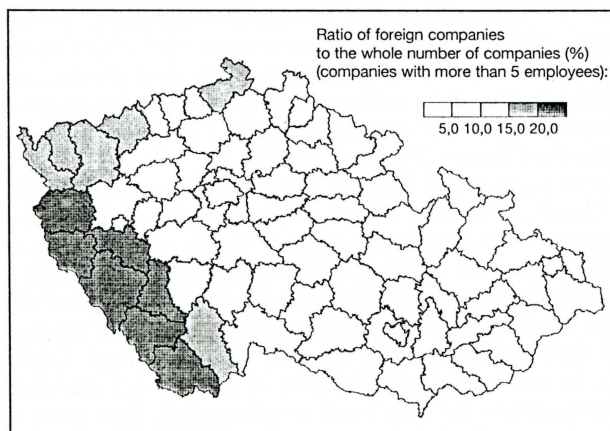 Ratio of foreign companies
to the whole number of companies (%)
(companies with more than 5 employees):
5,0 10,0 15,0 20,0